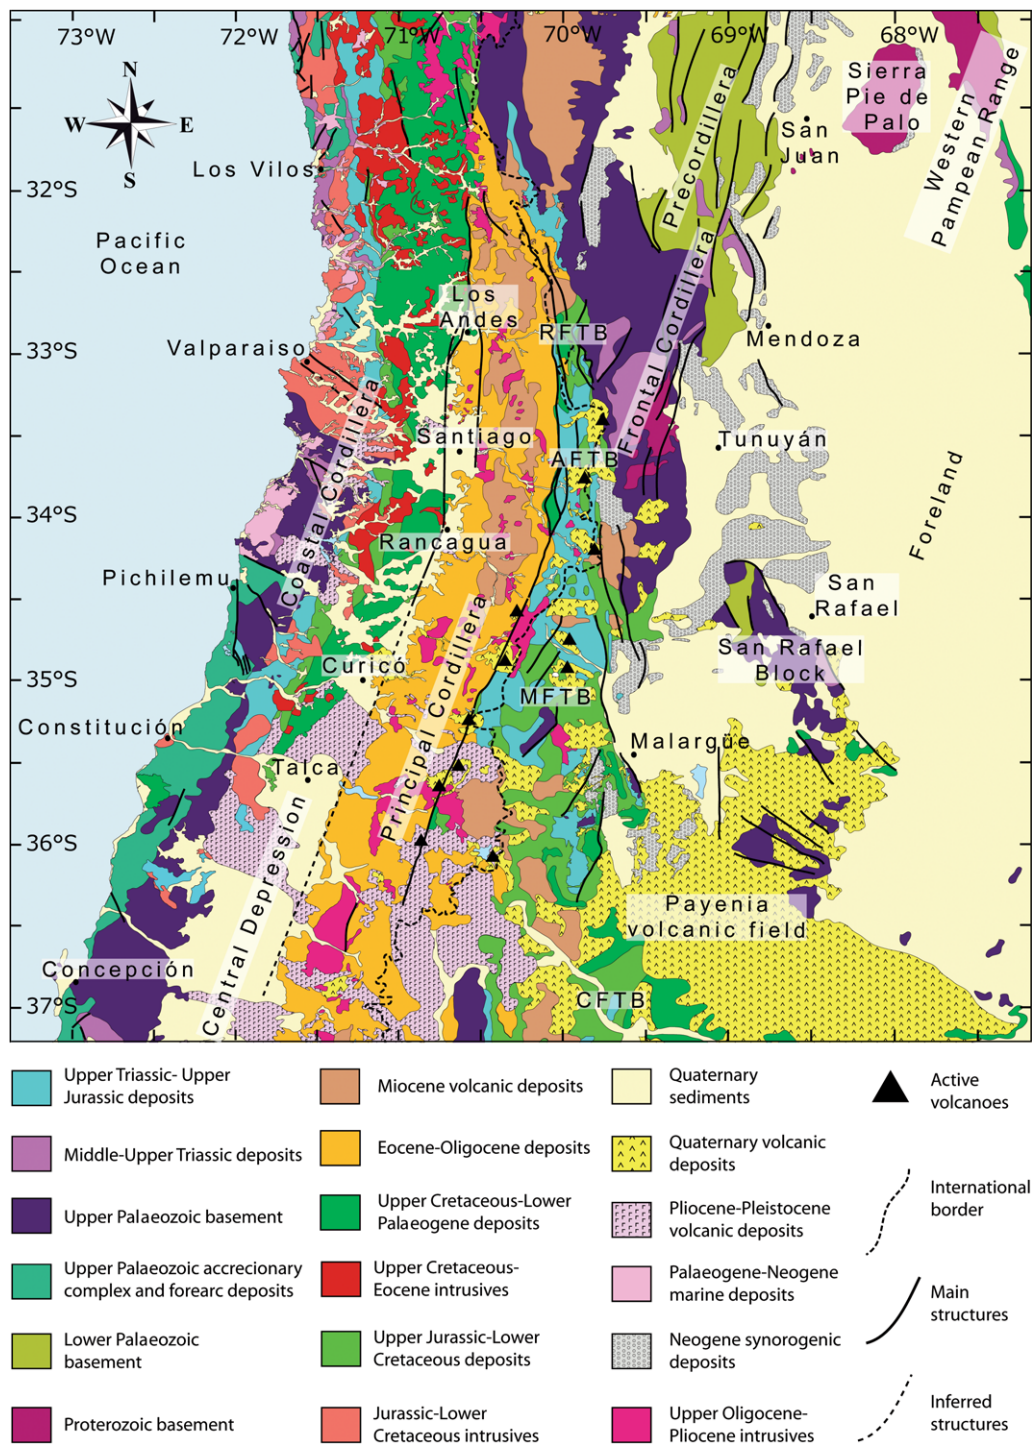 73°W
72°W
71°W
70°W
69°W
68°W
N
W
E
S
Sierra
Pie de
Palo
Western
Pampean Range
Precordillera
San
Juan
Los Vilos
32°S
Pacific
Ocean
Los
Andes
RFTB
Frontal Cordillera
Mendoza
33°S
Valparaiso
Coastal Cordillera
Santiago
AFTB
Tunuyán
34°S
Rancagua
Foreland
Pichilemu
San
Rafael
Principal Cordillera
Curicó
San Rafael
Block
35°S
MFTB
Constitución
Malargüe
Talca
36°S
Central Depression
Payenia
volcanic field
Concepción
CFTB
37°S
Upper Triassic- Upper
Jurassic deposits
Middle-Upper Triassic deposits
Upper Palaeozoic basement
Upper Palaeozoic accrecionary
complex and forearc deposits
Lower Palaeozoic
basement
Proterozoic basement
Miocene volcanic deposits
Eocene-Oligocene deposits
Upper Cretaceous-Lower
Palaeogene deposits
Upper Cretaceous-
Eocene intrusives
Upper Jurassic-Lower
Cretaceous deposits
Jurassic-Lower
Cretaceous intrusives
Quaternary
sediments
Quaternary volcanic
deposits
Pliocene-Pleistocene
volcanic deposits
Palaeogene-Neogene
marine deposits
Neogene synorogenic
deposits
Upper Oligocene-
Pliocene intrusives
Active
volcanoes
International
border
Main
structures
Inferred
structures